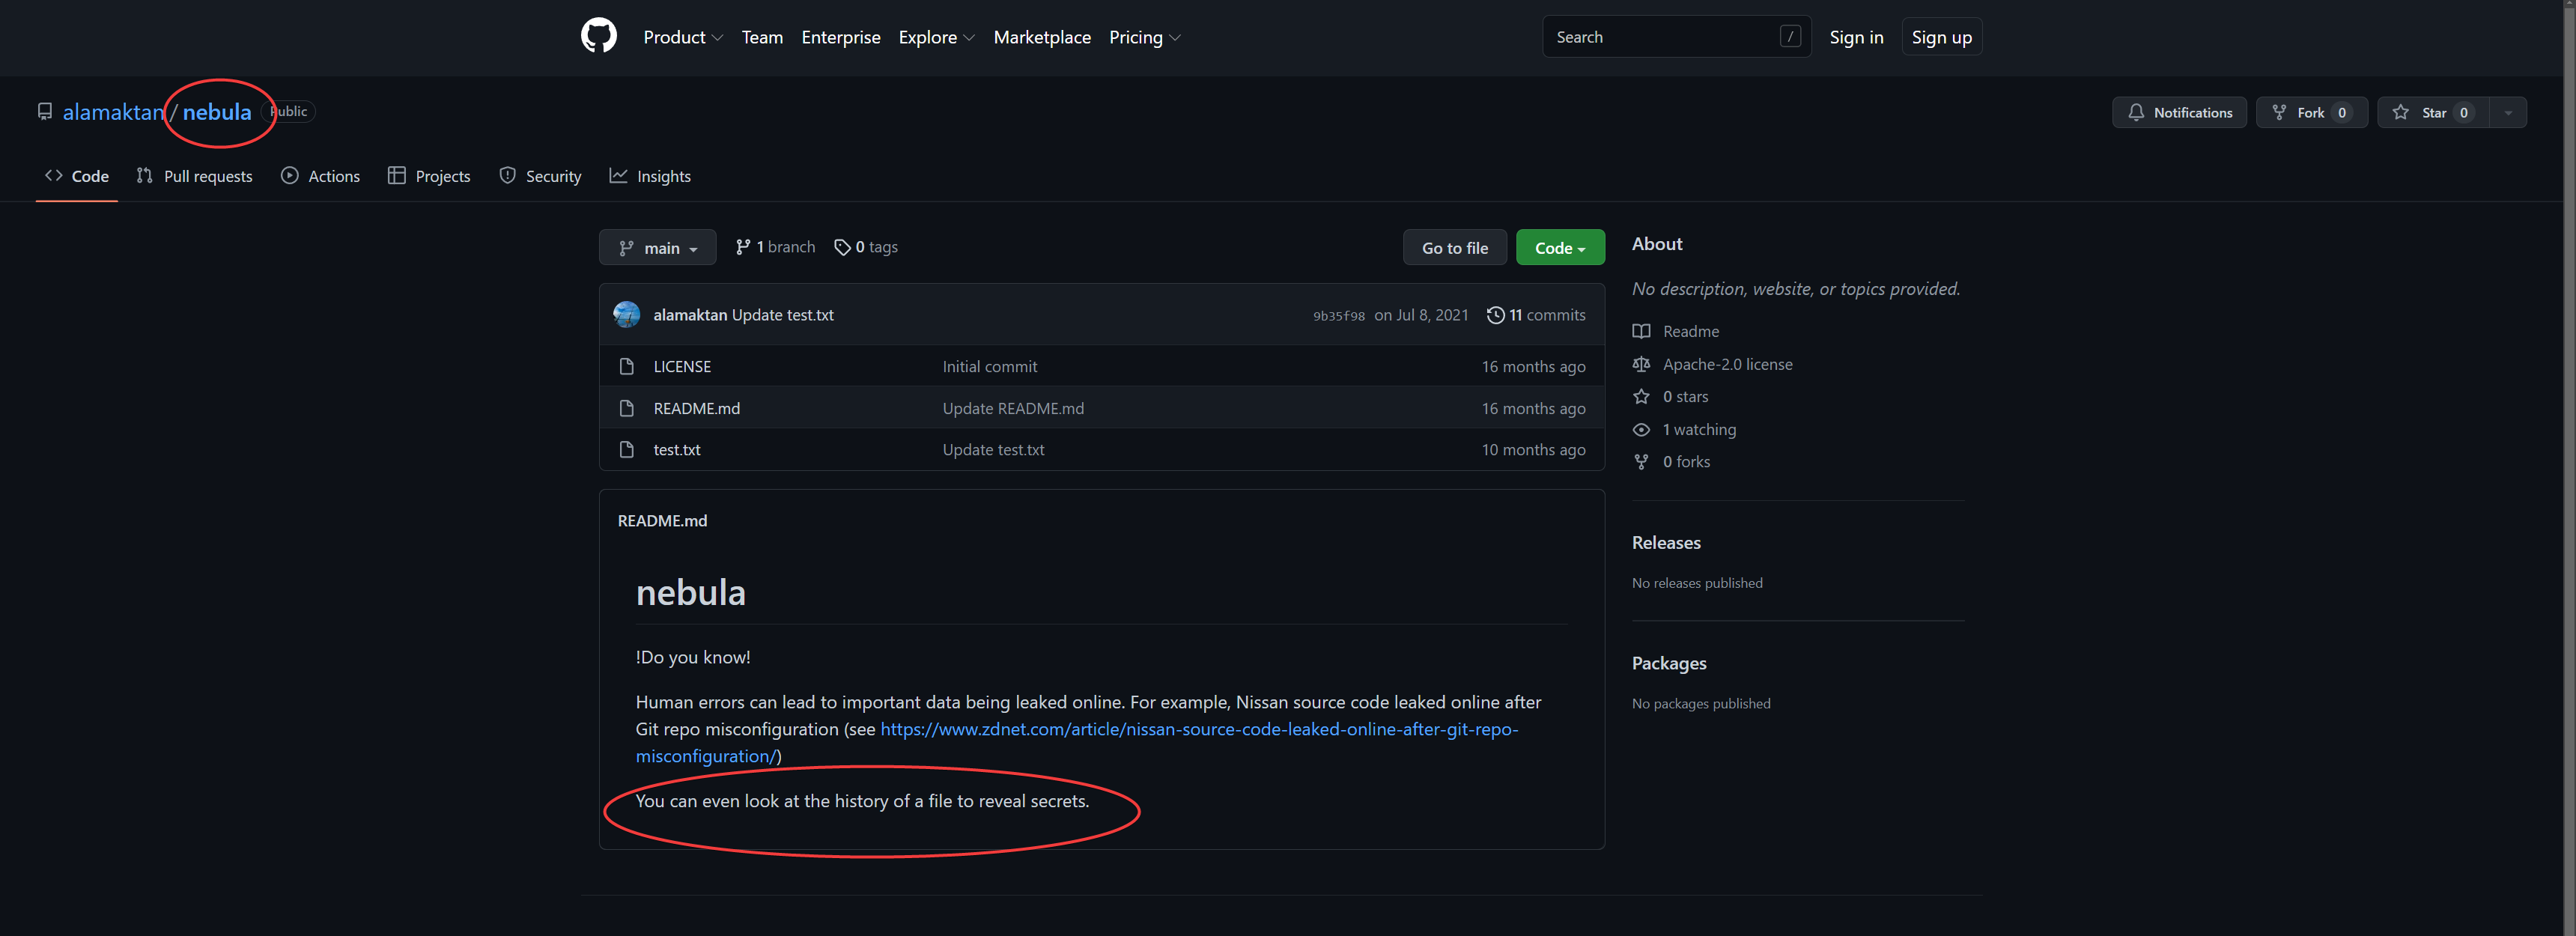 Product Team Enterprise Explore Marketplace Pricing Search / Sign in Sign up
alamaktan / nebula Public Notifications Fork 0 Star 0
Code Pull requests Actions Projects Security Insights
main 1 branch 0 tags Go to file Code
alamaktan Update test.txt 9b35f98 on Jul 8, 2021 11 commits
LICENSE Initial commit 16 months ago
README.md Update README.md 16 months ago
test.txt Update test.txt 10 months ago
README.md
nebula
!Do you know!
Human errors can lead to important data being leaked online. For example, Nissan source code leaked online after
Git repo misconfiguration (see https://www.zdnet.com/article/nissan-source-code-leaked-online-after-git-repo-
misconfiguration/)
You can even look at the history of a file to reveal secrets.
About
No description, website, or topics provided.
Readme
Apache-2.0 license
0 stars
1 watching
0 forks
Releases
No releases published
Packages
No packages published